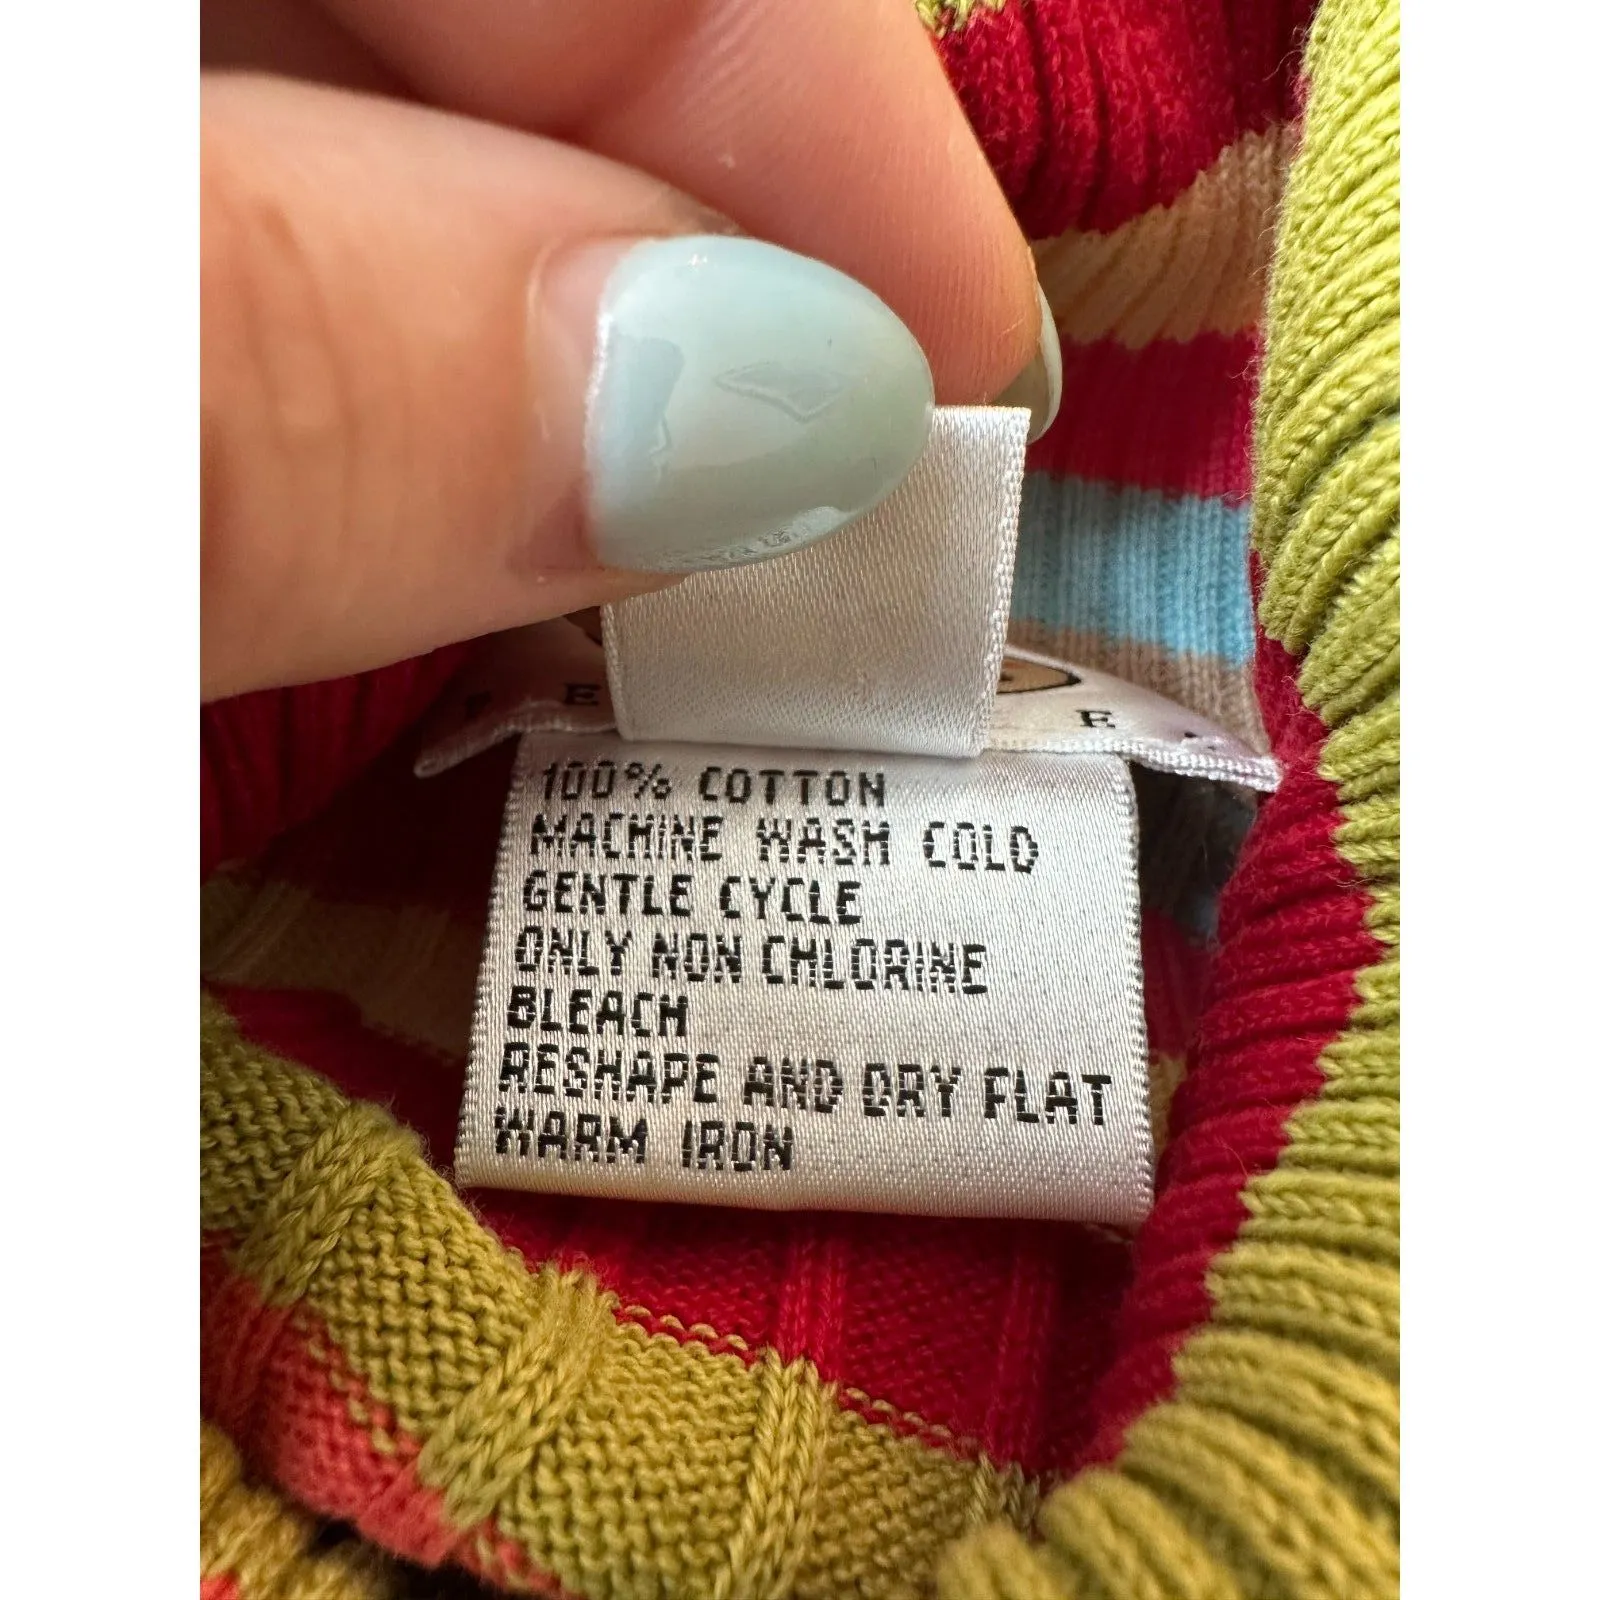 100% COTTON
MACHINE WASH COLD
GENTLE CYCLE
ONLY NON CHLORINE
BLEACH
RESHAPE AND DRY FLAT
WARM IRON